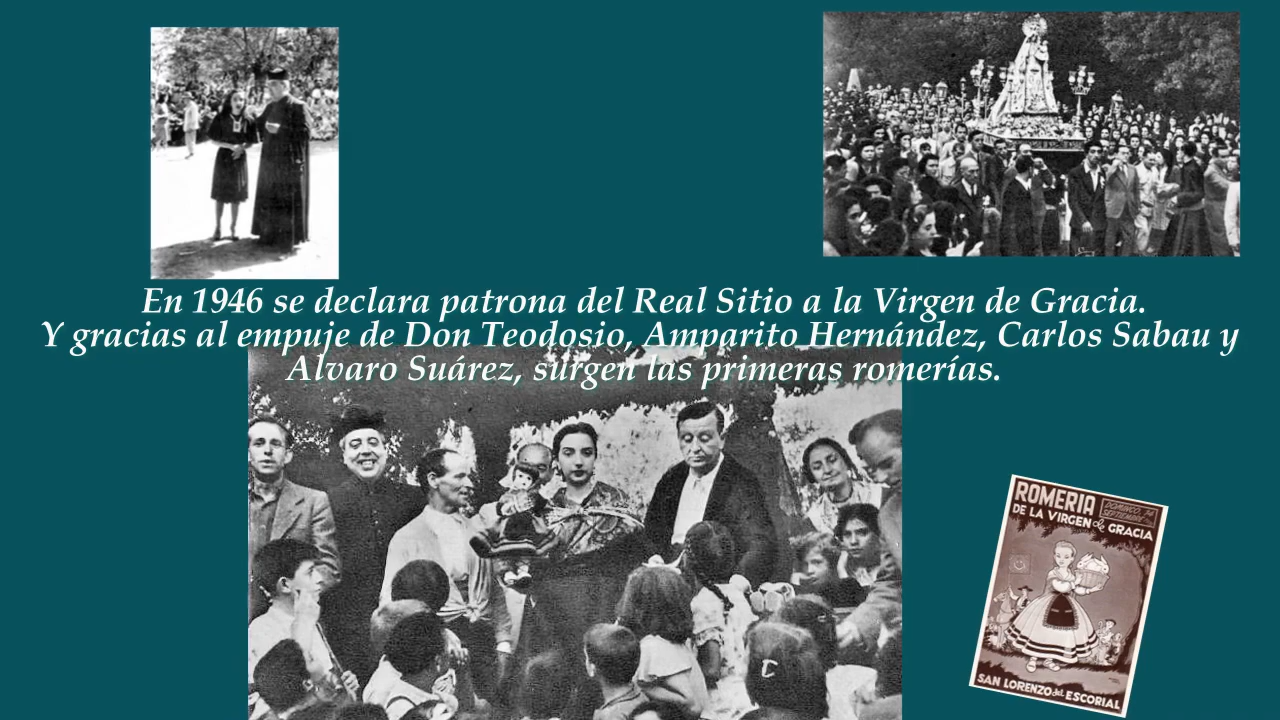 En 1946 se declara patrona del Real Sitio a la Virgen de Gracia.
Y gracias al empuje de Don Teodosio, Amparito Hernández, Carlos Sabau y
Alvaro Suárez, surgen las primeras romerías.
ROMERIA
DE LA VIRGEN de GRACIA
SAN LORENZO del ESCORIAL